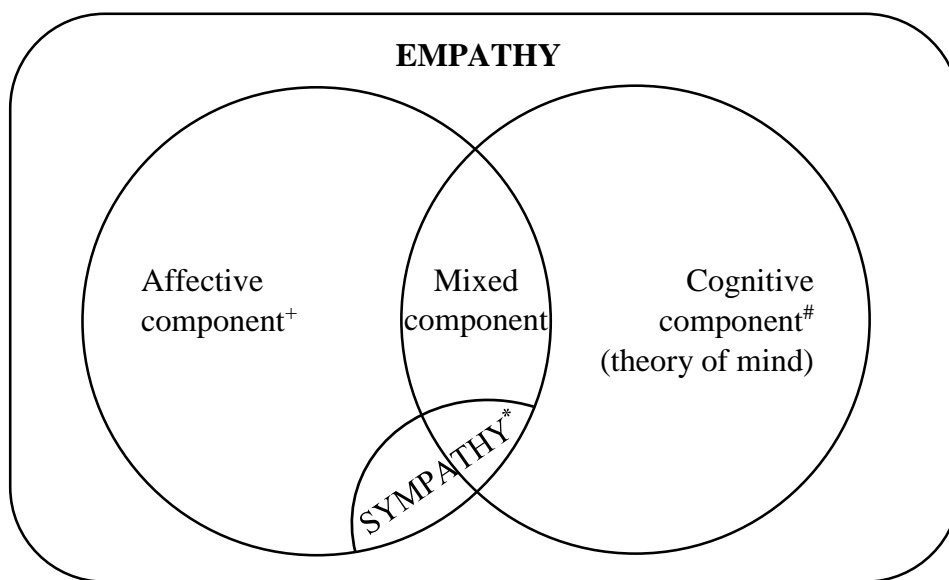 EMPATHY
Affective
component+
Mixed
component
Cognitive
component#
(theory of mind)
SYMPATHY*